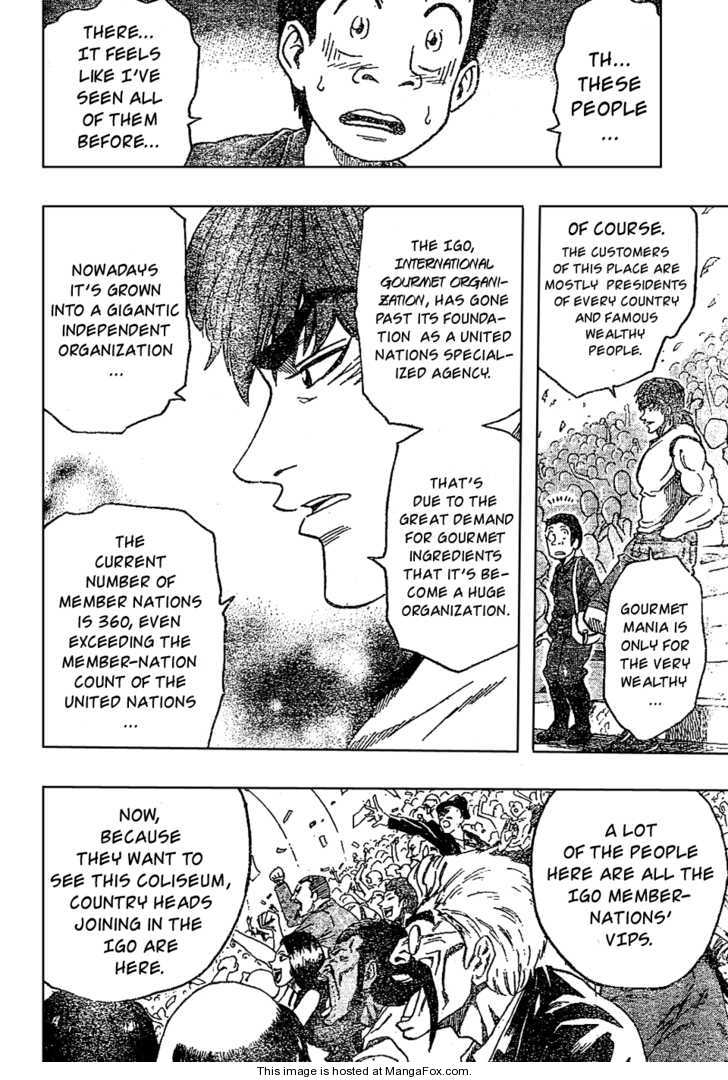 TH...
THESE
PEOPLE
...
THERE...
IT FEELS
LIKE I'VE
SEEN ALL
OF THEM
BEFORE...
OF COURSE.
THE CUSTOMERS
OF THIS PLACE ARE
MOSTLY PRESIDENTS
OF EVERY COUNTRY
AND FAMOUS
WEALTHY
PEOPLE.
GOURMET
MANIA IS
ONLY FOR
THE VERY
WEALTHY
...
THE IGO,
INTERNATIONAL
GOURMET ORGANI-
ZATION, HAS GONE
PAST ITS FOUNDA-
TION AS A UNITED
NATIONS SPECIAL-
IZED AGENCY.
THAT'S
DUE TO THE
GREAT DEMAND
FOR GOURMET
INGREDIENTS
THAT IT'S BE-
COME A HUGE
ORGANIZATION.
NOWADAYS
IT'S GROWN
INTO A GIGANTIC
INDEPENDENT
ORGANIZATION
...
THE
CURRENT
NUMBER OF
MEMBER NATIONS
IS 360, EVEN
EXCEEDING THE
MEMBER-NATION
COUNT OF THE
UNITED NATIONS
...
A LOT
OF THE PEOPLE
HERE ARE ALL THE
IGO MEMBER-
NATIONS'
VIPS.
NOW,
BECAUSE
THEY WANT TO
SEE THIS COLISEUM,
COUNTRY HEADS
JOINING IN THE
IGO ARE
HERE.
This image is hosted at MangaFox.com.